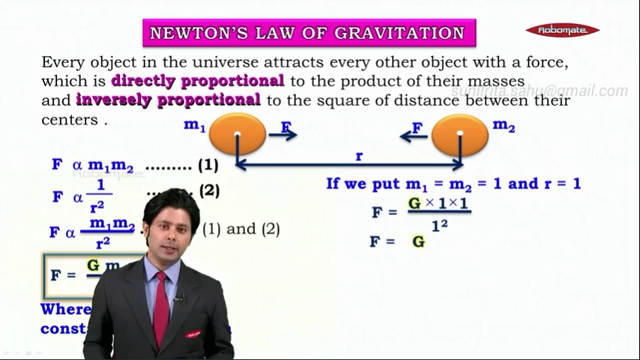 NEWTON'S LAW OF GRAVITATION
Robomate+
Every object in the universe attracts every other object with a force,
which is directly proportional to the product of their masses
and inversely proportional to the square of distance between their
centers .
m₁ F F m₂
r
F α m₁m₂ ......... (1)
F α 1/r² (2)
F α m₁m₂/r² (1) and (2)
F = G m
Where
const
If we put m₁ = m₂ = 1 and r = 1
F = G × 1 × 1/1²
F = G